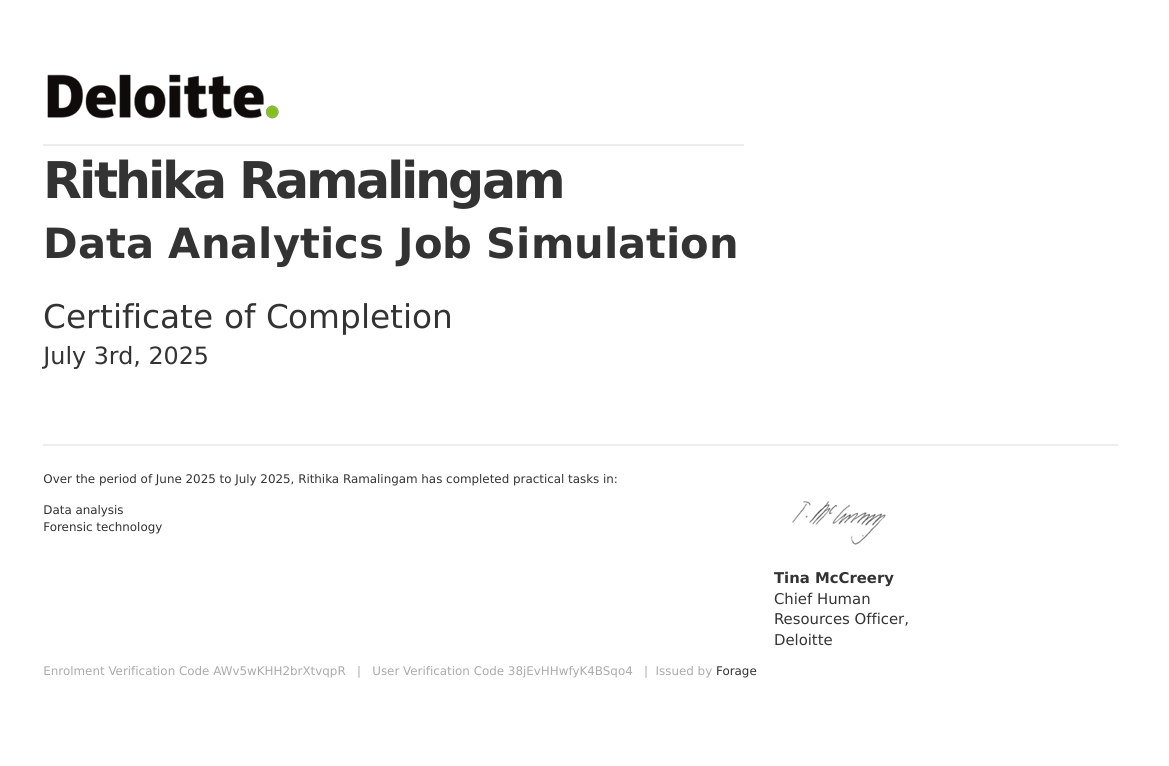 Deloitte.
Rithika Ramalingam
Data Analytics Job Simulation
Certificate of Completion
July 3rd, 2025
Over the period of June 2025 to July 2025, Rithika Ramalingam has completed practical tasks in:
Data analysis
Forensic technology
T. McCreery
Tina McCreery
Chief Human
Resources Officer,
Deloitte
Enrolment Verification Code AWv5wKHH2brXtvqpR | User Verification Code 38jEvHHwfyK4BSqo4 | Issued by Forage